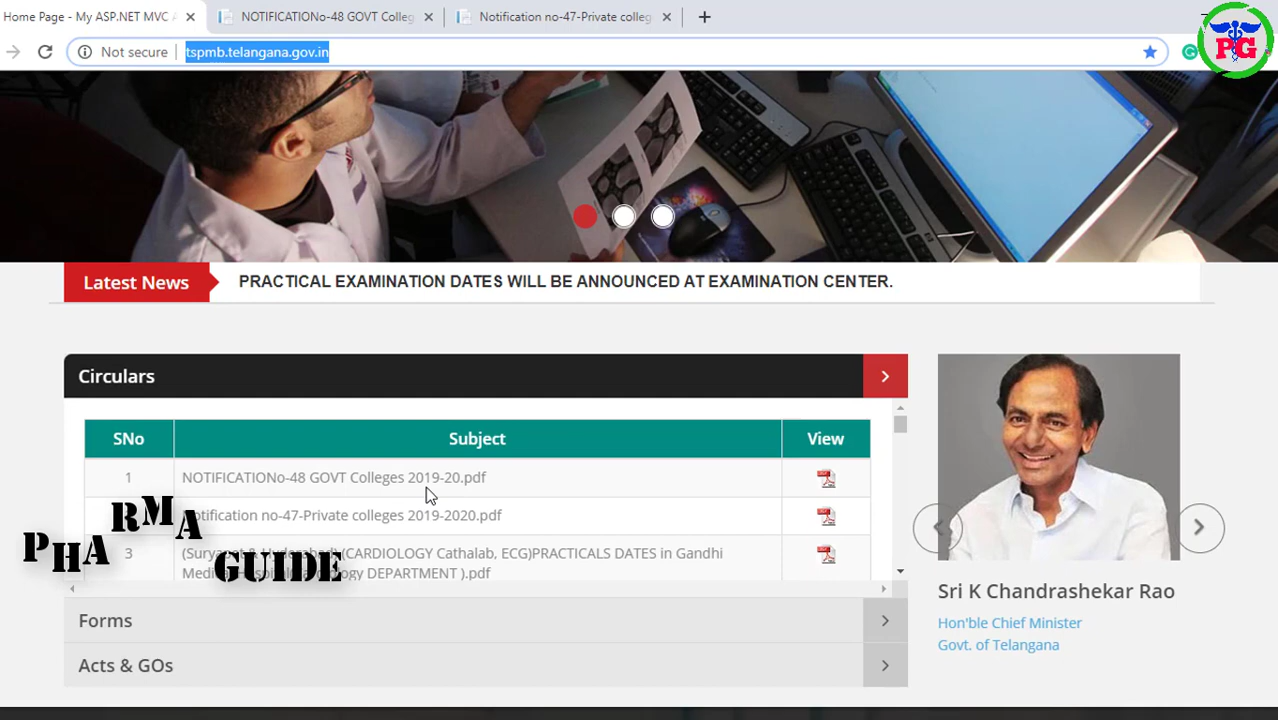 Home Page - My ASP.NET MVC A
NOTIFICATIONo-48 GOVT Colleg
Notification no-47-Private colleg
Not secure
tspmb.telangana.gov.in
PG
Latest News
PRACTICAL EXAMINATION DATES WILL BE ANNOUNCED AT EXAMINATION CENTER.
Circulars
SNo Subject View
1 NOTIFICATIONo-48 GOVT Colleges 2019-20.pdf
no-47-Private colleges 2019-2020.pdf
3 (CARDIOLOGY Cathalab, ECG)PRACTICALS DATES in Gandhi
DEPARTMENT ).pdf
PHARMA
GUIDE
Forms
Acts & GOs
Sri K Chandrashekar Rao
Hon'ble Chief Minister
Govt. of Telangana